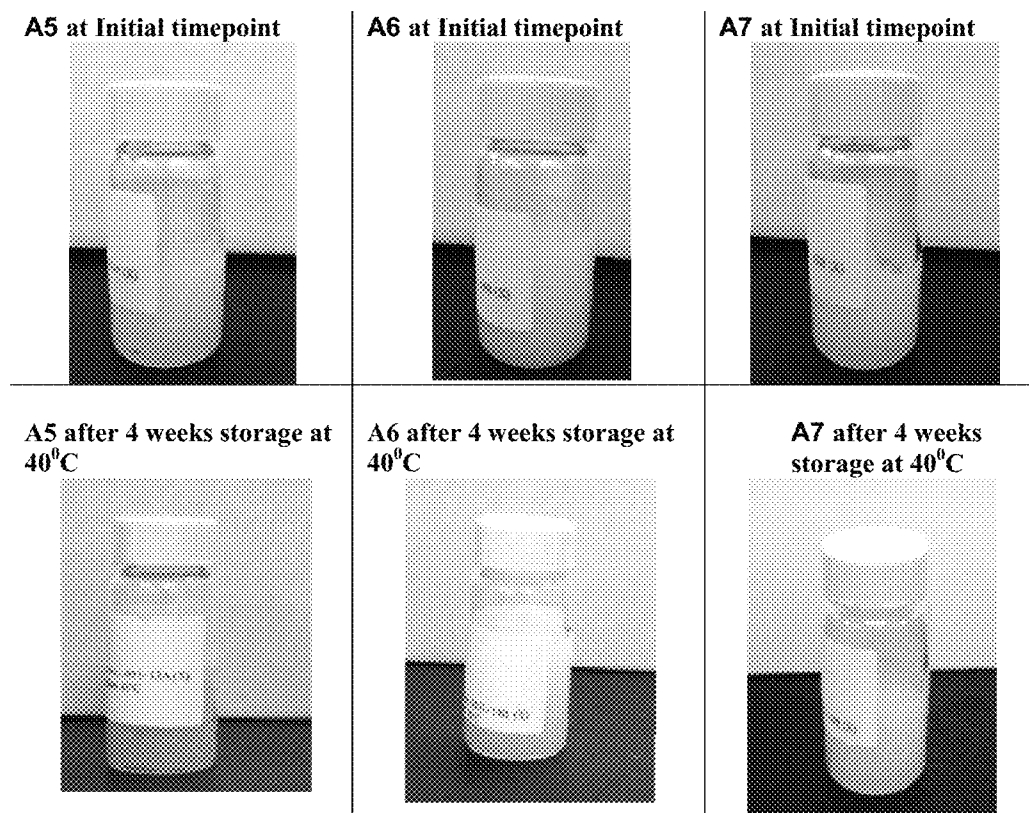 A5 at Initial timepoint
A6 at Initial timepoint
A7 at Initial timepoint
A5 after 4 weeks storage at
40⁰C
A6 after 4 weeks storage at
40⁰C
A7 after 4 weeks
storage at 40⁰C